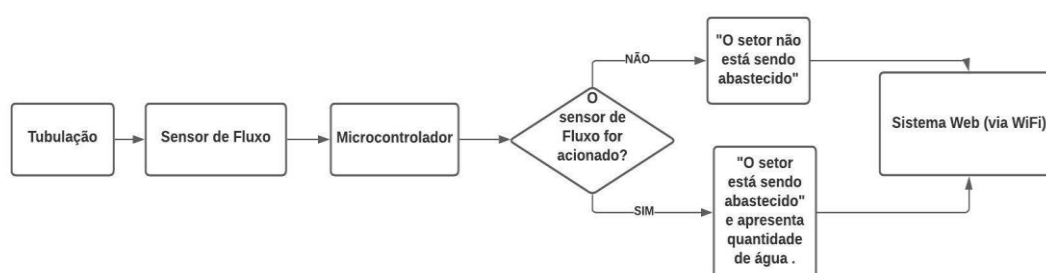 Tubulação
Sensor de Fluxo
Microcontrolador
O
sensor de
Fluxo for
acionado?
NÃO
"O setor não
está sendo
abastecido"
SIM
"O setor
está sendo
abastecido"
e apresenta
quantidade
de água .
Sistema Web (via WiFi)